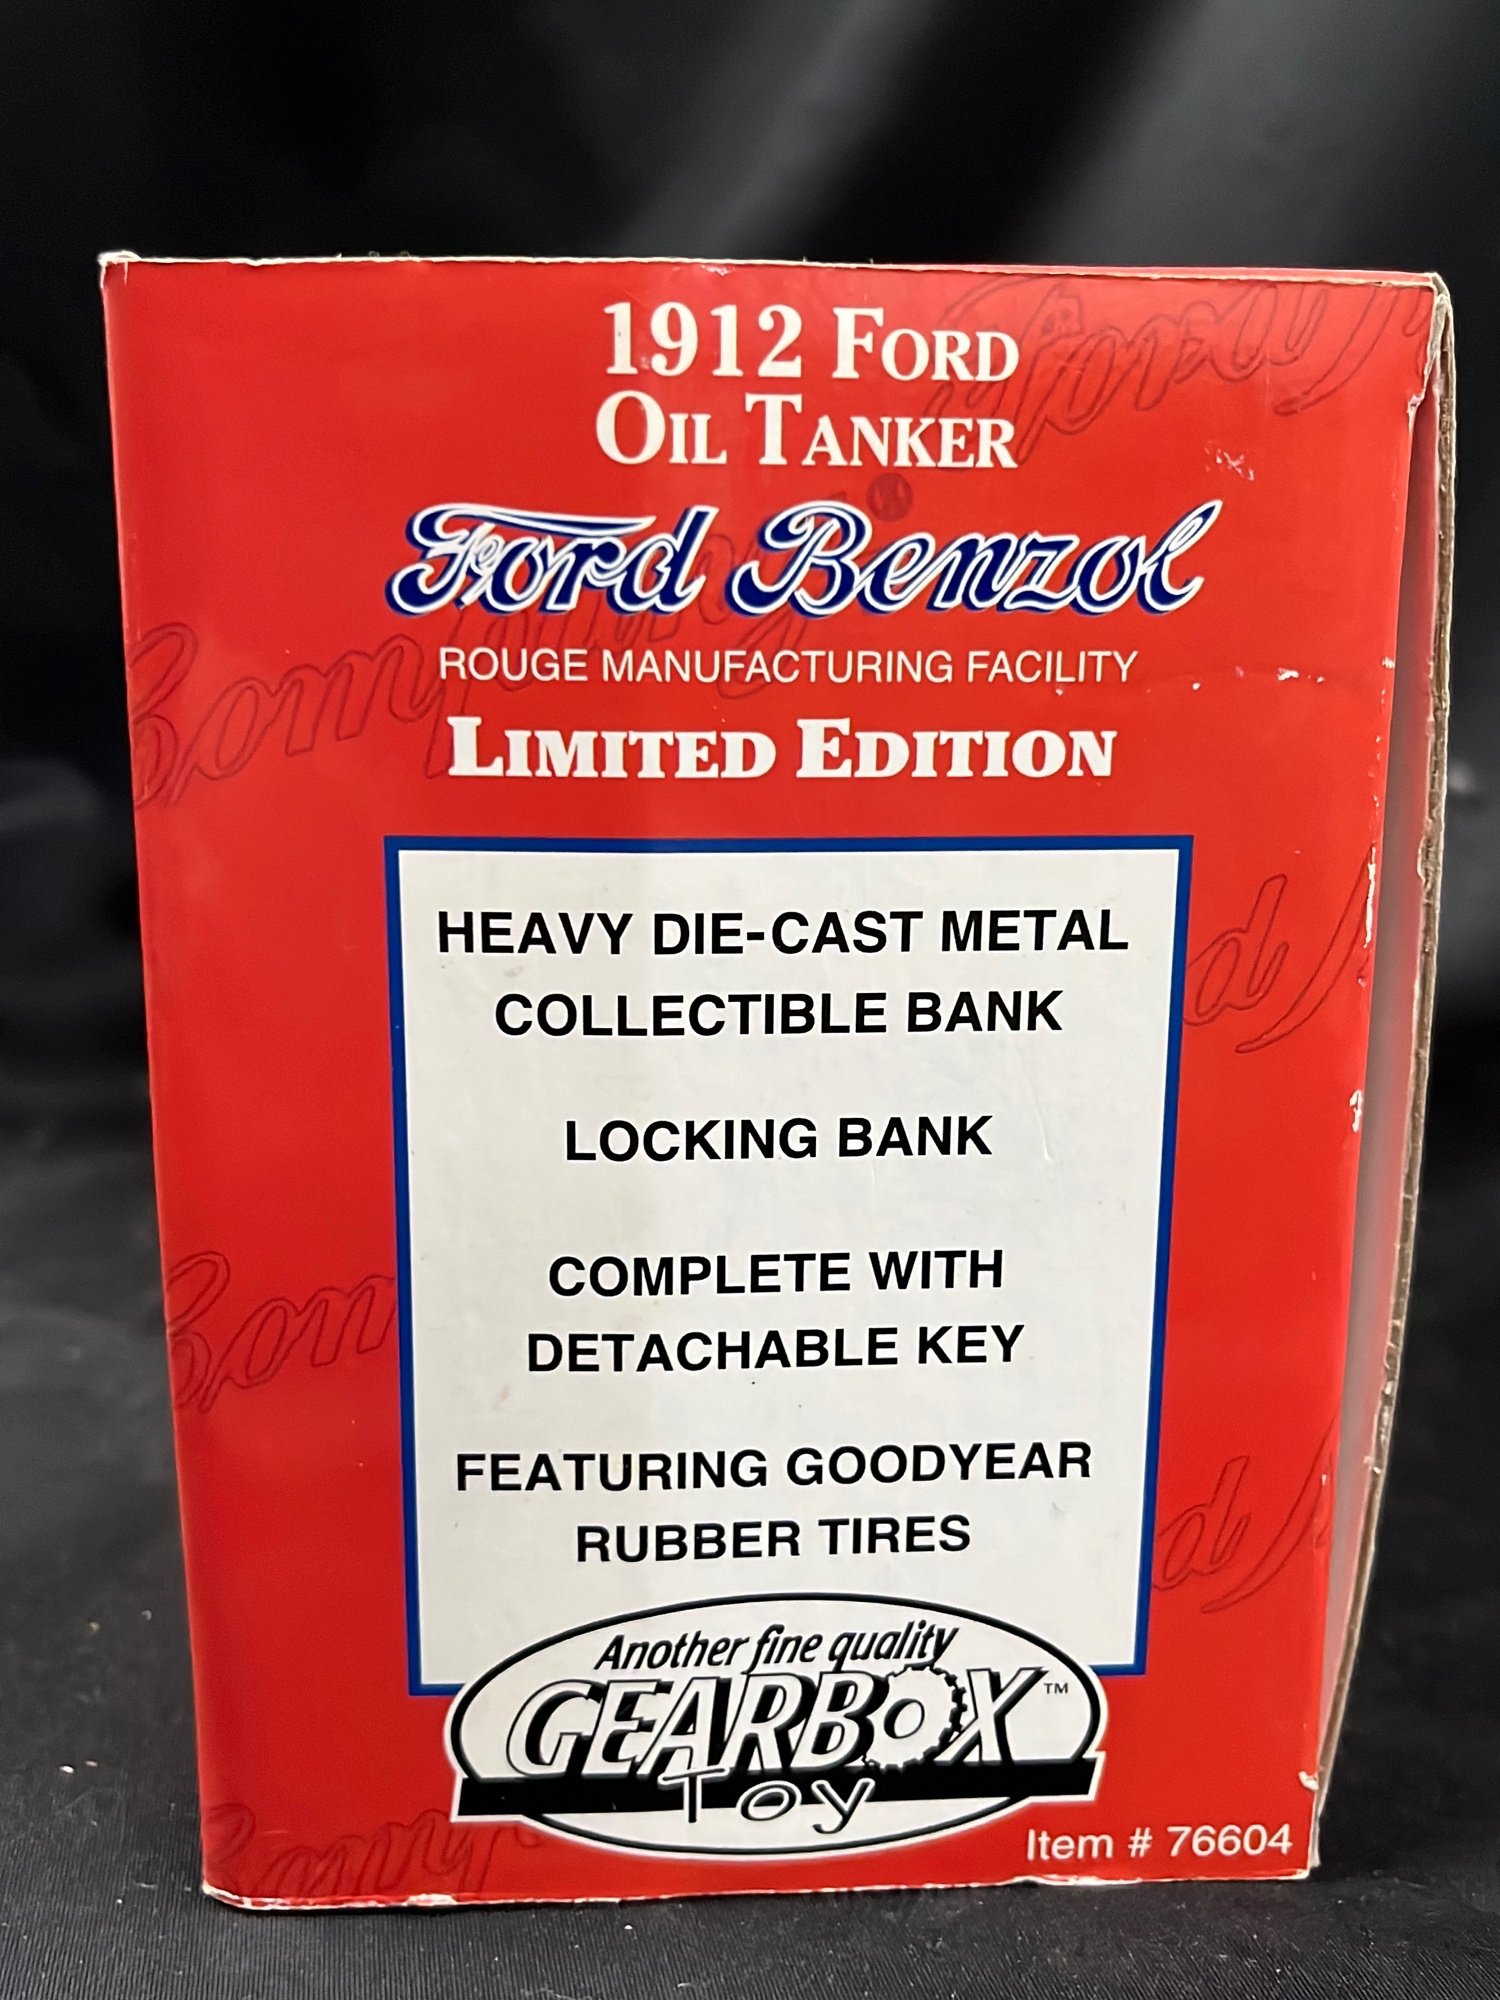 1912 FORD
OIL TANKER
Ford Benzol
ROUGE MANUFACTURING FACILITY
LIMITED EDITION
HEAVY DIE-CAST METAL
COLLECTIBLE BANK
LOCKING BANK
COMPLETE WITH
DETACHABLE KEY
FEATURING GOODYEAR
RUBBER TIRES
Another fine quality
GEARBOX™
Toy
Item # 76604